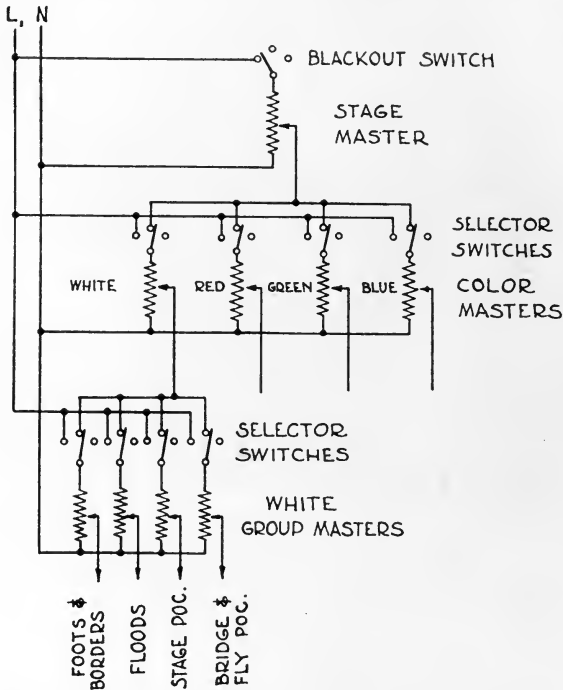 L, N
BLACKOUT SWITCH
STAGE
MASTER
SELECTOR
SWITCHES
WHITE
RED
GREEN
BLUE
COLOR
MASTERS
SELECTOR
SWITCHES
WHITE
GROUP MASTERS
FOOTS &
BORDERS
FLOODS
STAGE POC.
BRIDGE &
FLY POC.